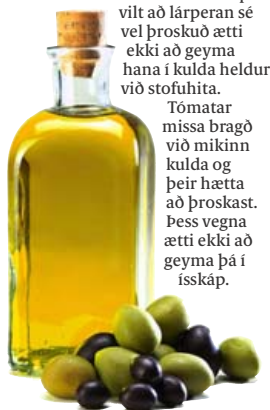 vilt að lárperan sé
vel þroskuð ætti
ekki að geyma
hana í kulda heldur
við stofuhita.
Tómatar
missa bragð
við mikinn
kulda og
þeir hætta
að þroskast.
Þess vegna
ætti ekki að
geyma þá í
ísskáp.